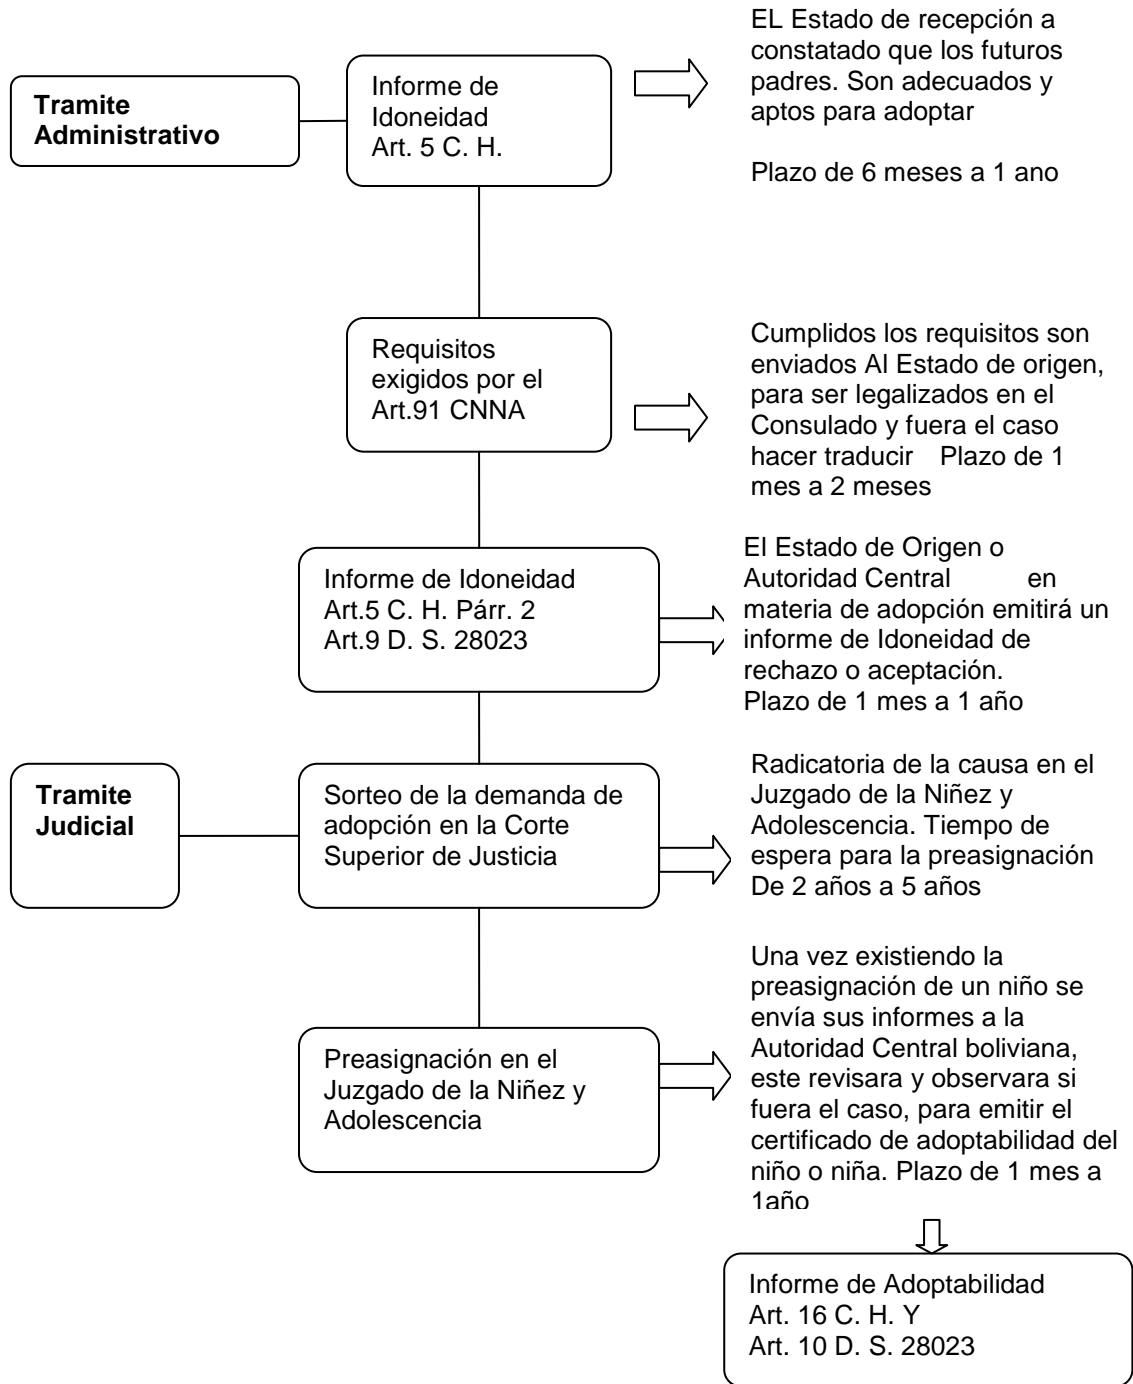 Tramite
Administrativo
Informe de
Idoneidad
Art. 5 C. H.
EL Estado de recepción a
constatado que los futuros
padres. Son adecuados y
aptos para adoptar
Plazo de 6 meses a 1 ano
Requisitos
exigidos por el
Art.91 CNNA
Cumplidos los requisitos son
enviados Al Estado de origen,
para ser legalizados en el
Consulado y fuera el caso
hacer traducir Plazo de 1
mes a 2 meses
Informe de Idoneidad
Art.5 C. H. Párr. 2
Art.9 D. S. 28023
El Estado de Origen o
Autoridad Central en
materia de adopción emitirá un
informe de Idoneidad de
rechazo o aceptación.
Plazo de 1 mes a 1 año
Tramite
Judicial
Sorteo de la demanda de
adopción en la Corte
Superior de Justicia
Radicatoria de la causa en el
Juzgado de la Niñez y
Adolescencia. Tiempo de
espera para la preasignación
De 2 años a 5 años
Preasignación en el
Juzgado de la Niñez y
Adolescencia
Una vez existiendo la
preasignación de un niño se
envía sus informes a la
Autoridad Central boliviana,
este revisara y observara si
fuera el caso, para emitir el
certificado de adoptabilidad del
niño o niña. Plazo de 1 mes a
1año
Informe de Adoptabilidad
Art. 16 C. H. Y
Art. 10 D. S. 28023